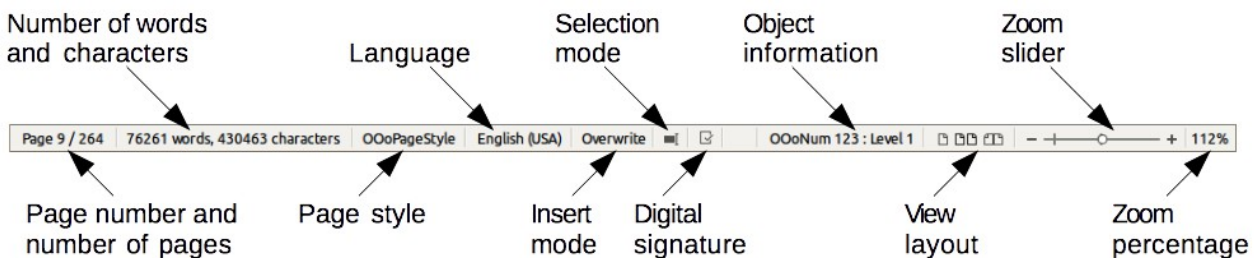 Number of words
and characters
Language
Selection
mode
Object
information
Zoom
slider
Page 9 / 264 76261 words, 430463 characters OOoPageStyle English (USA) Overwrite OOoNum 123 : Level 1 112%
Page number and
number of pages
Page style
Insert
mode
Digital
signature
View
layout
Zoom
percentage